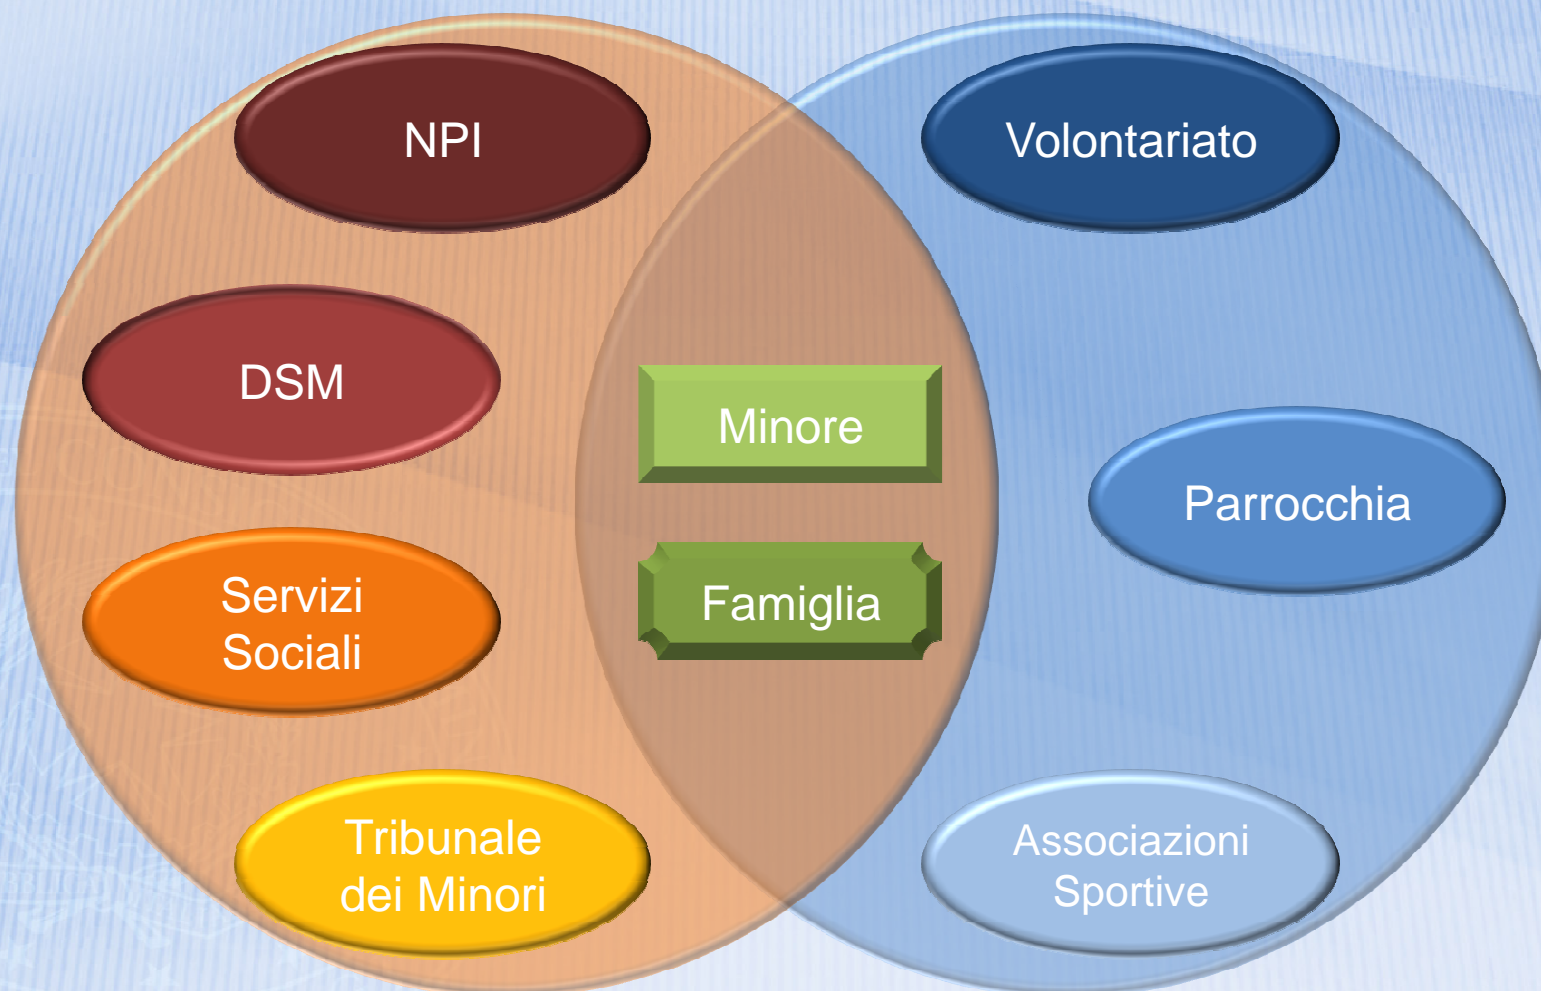 NPI
DSM
Servizi
Sociali
Tribunale
dei Minori
Minore
Famiglia
Volontariato
Parrocchia
Associazioni
Sportive